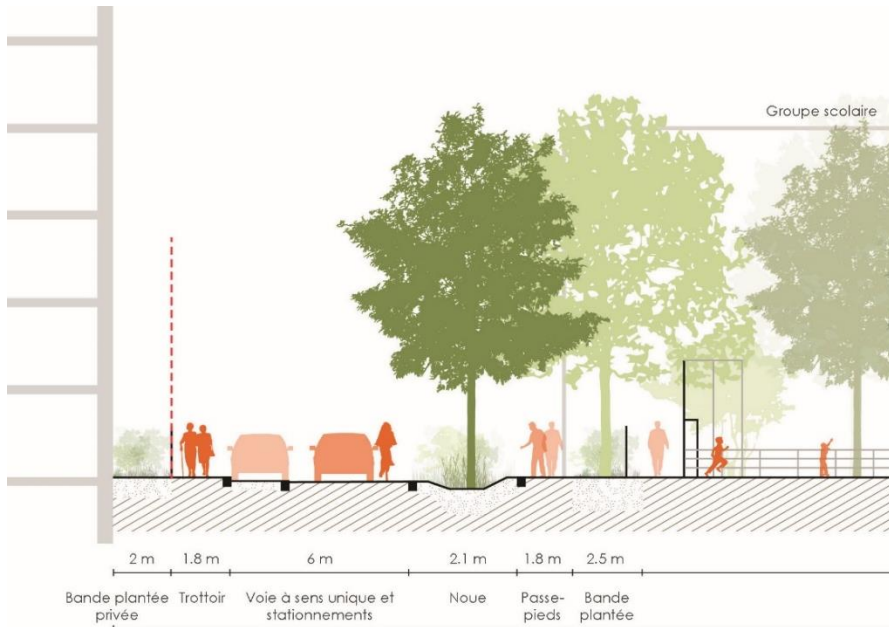 Groupe scolaire
2 m 1.8 m 6 m 2.1 m 1.8 m 2.5 m
Bande plantée privée
Trottoir
Voie à sens unique et stationnements
Noue
Passe-pieds
Bande plantée